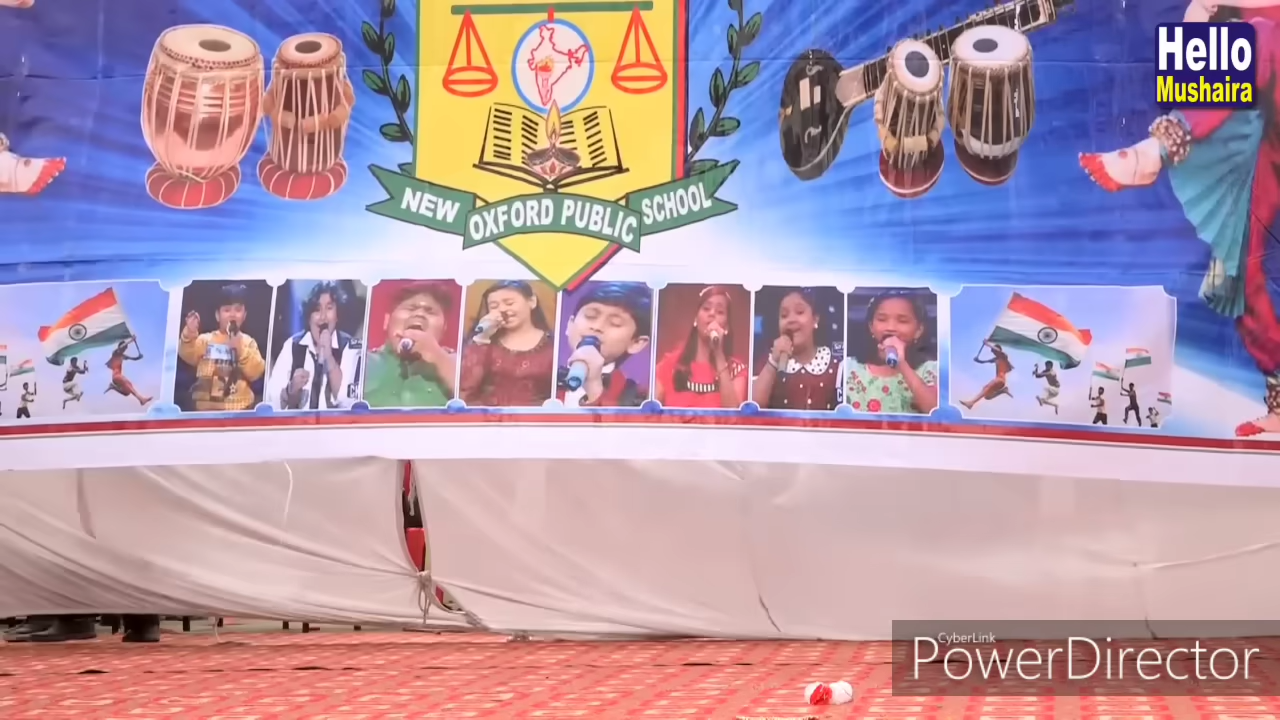 Hello
Mushaira
NEW OXFORD PUBLIC SCHOOL
CyberLink
PowerDirector